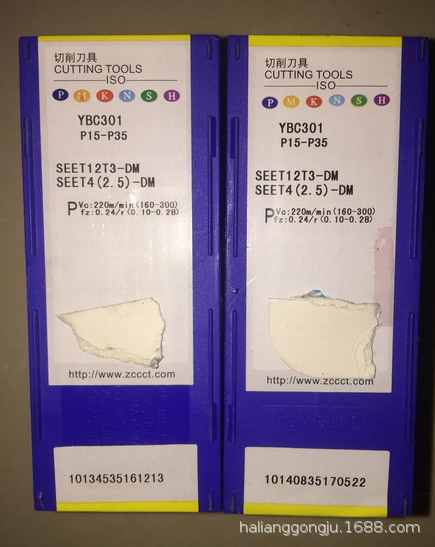 切削刀具
CUTTING TOOLS
ISO
P M K N S H
YBC301
P15-P35
SEET12T3-DM
SEET4(2.5)-DM
P Vc:220m/min(160-300)
fz:0.24/r(0.10-0.28)
http://www.zccct.com
10134535161213
切削刀具
CUTTING TOOLS
ISO
P M K N S H
YBC301
P15-P35
SEET12T3-DM
SEET4(2.5)-DM
P Vc:220m/min(160-300)
fz:0.24/r(0.10-0.28)
http://www.zccct.com
10140835170522
halianggongju.1688.com